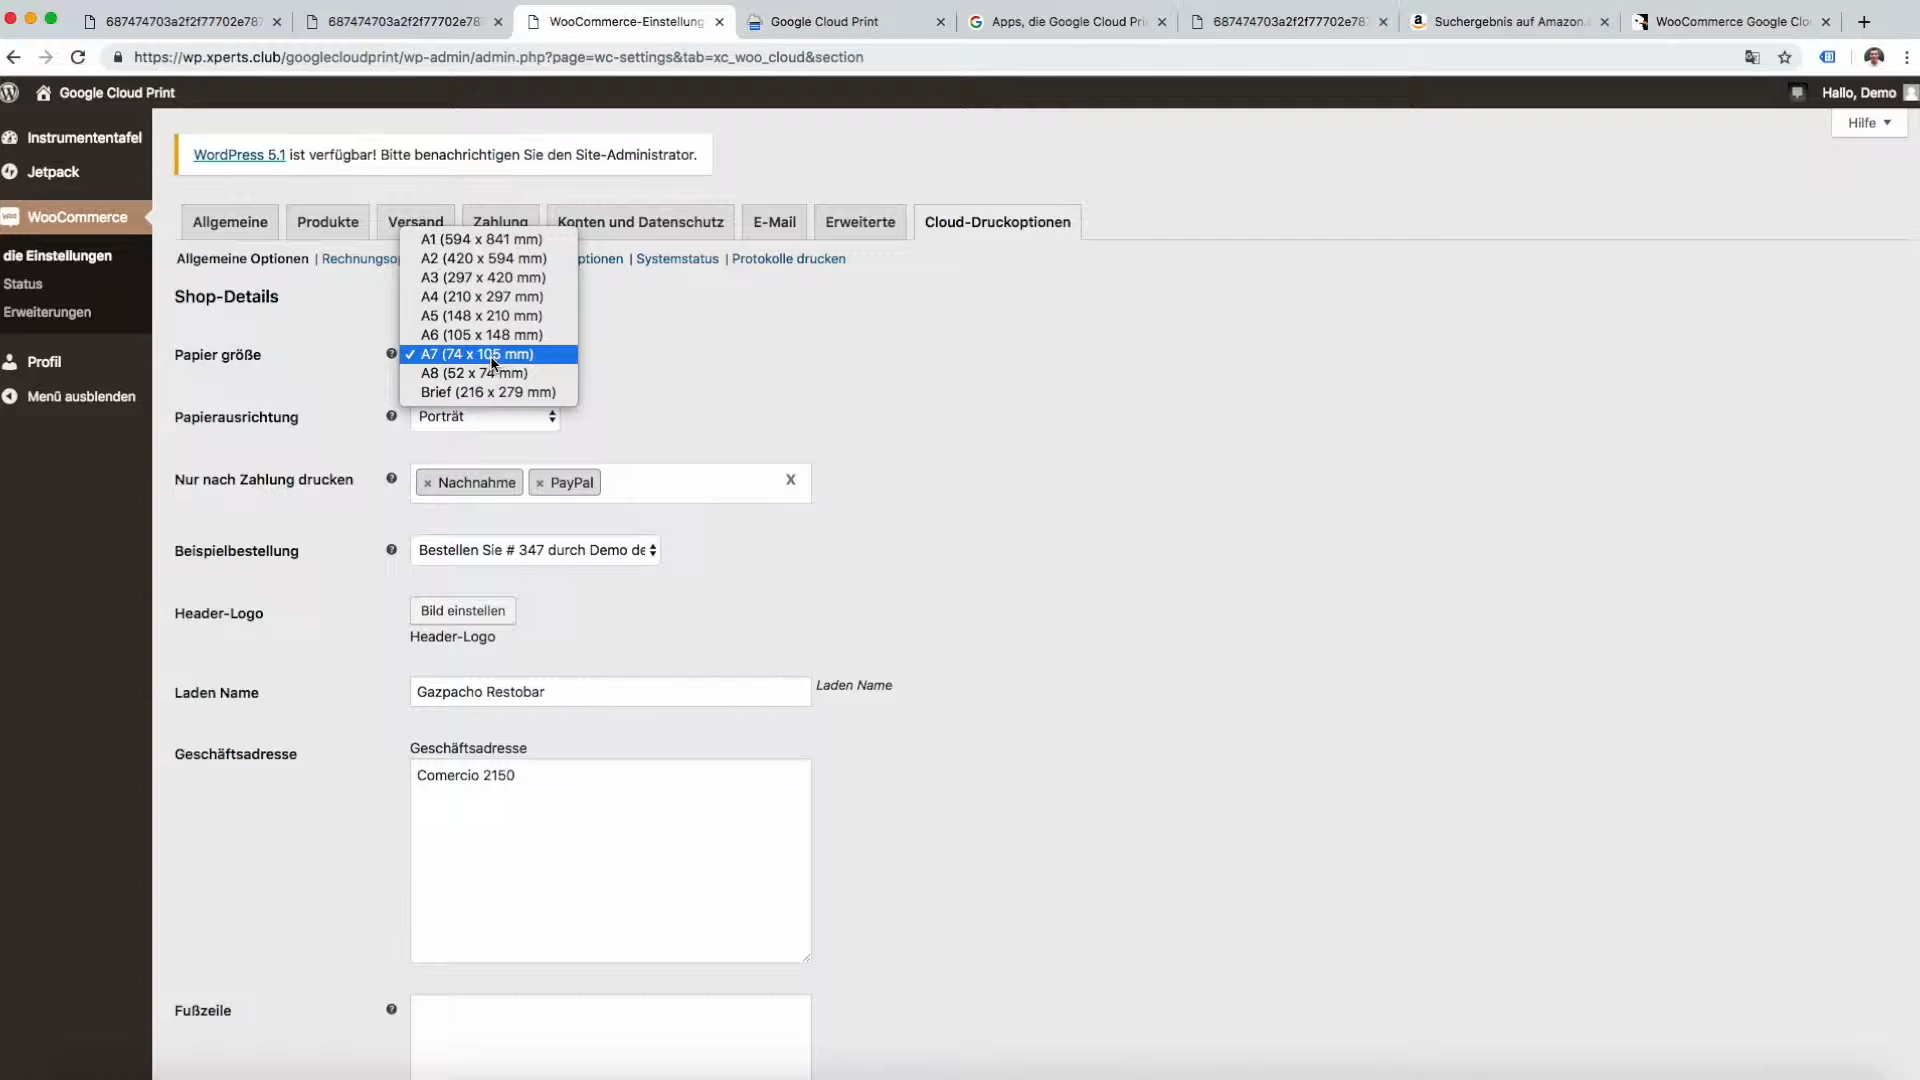 687474703a2f2f77702e787
687474703a2f2f77702e787
WooCommerce-Einstellung
Google Cloud Print
Apps, die Google Cloud Pri
687474703a2f2f77702e787
Suchergebnis auf Amazon.
WooCommerce Google Clo
https://wp.xperts.club/googlecloudprint/wp-admin/admin.php?page=wc-settings&tab=xc_woo_cloud&section
Google Cloud Print
Hallo, Demo
Hilfe
Instrumententafel
Jetpack
WooCommerce
die Einstellungen
Status
Erweiterungen
Profil
Menü ausblenden
WordPress 5.1 ist verfügbar! Bitte benachrichtigen Sie den Site-Administrator.
Allgemeine
Produkte
Versand
Zahlung
Konten und Datenschutz
E-Mail
Erweiterte
Cloud-Druckoptionen
Allgemeine Optionen | Rechnungsop
ptionen | Systemstatus | Protokolle drucken
Shop-Details
Papier größe
A1 (594 x 841 mm)
A2 (420 x 594 mm)
A3 (297 x 420 mm)
A4 (210 x 297 mm)
A5 (148 x 210 mm)
A6 (105 x 148 mm)
✓ A7 (74 x 105 mm)
A8 (52 x 74 mm)
Brief (216 x 279 mm)
Papierausrichtung
Porträt
Nur nach Zahlung drucken
× Nachnahme
× PayPal
X
Beispielbestellung
Bestellen Sie # 347 durch Demo de
Header-Logo
Bild einstellen
Header-Logo
Laden Name
Gazpacho Restobar
Laden Name
Geschäftsadresse
Geschäftsadresse
Comercio 2150
Fußzeile